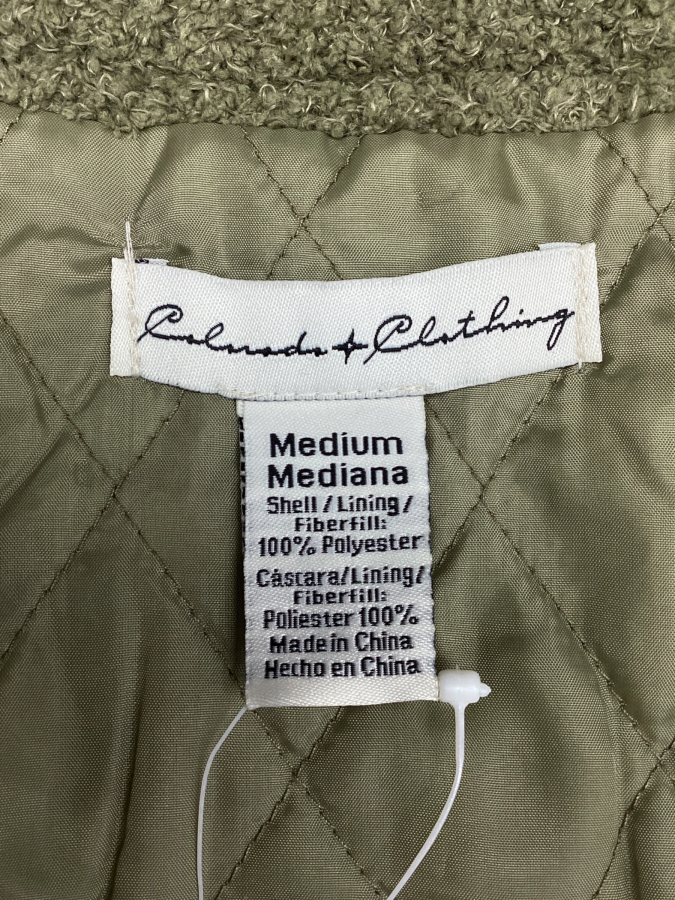 Colorado + Clothing
Medium
Mediana
Shell / Lining /
Fiberfill:
100% Polyester
Cáscara/Lining/
Fiberfill:
Poliester 100%
Made in China
Hecho en China